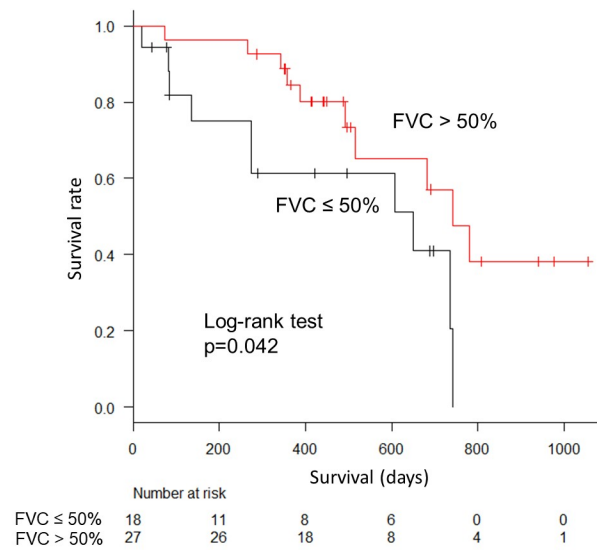 1.0
0.8
0.6
0.4
0.2
0.0
Survival rate
FVC > 50%
FVC ≤ 50%
Log-rank test
p=0.042
0 200 400 600 800 1000
Survival (days)
Number at risk
FVC ≤ 50% 18 11 8 6 0 0
FVC > 50% 27 26 18 8 4 1